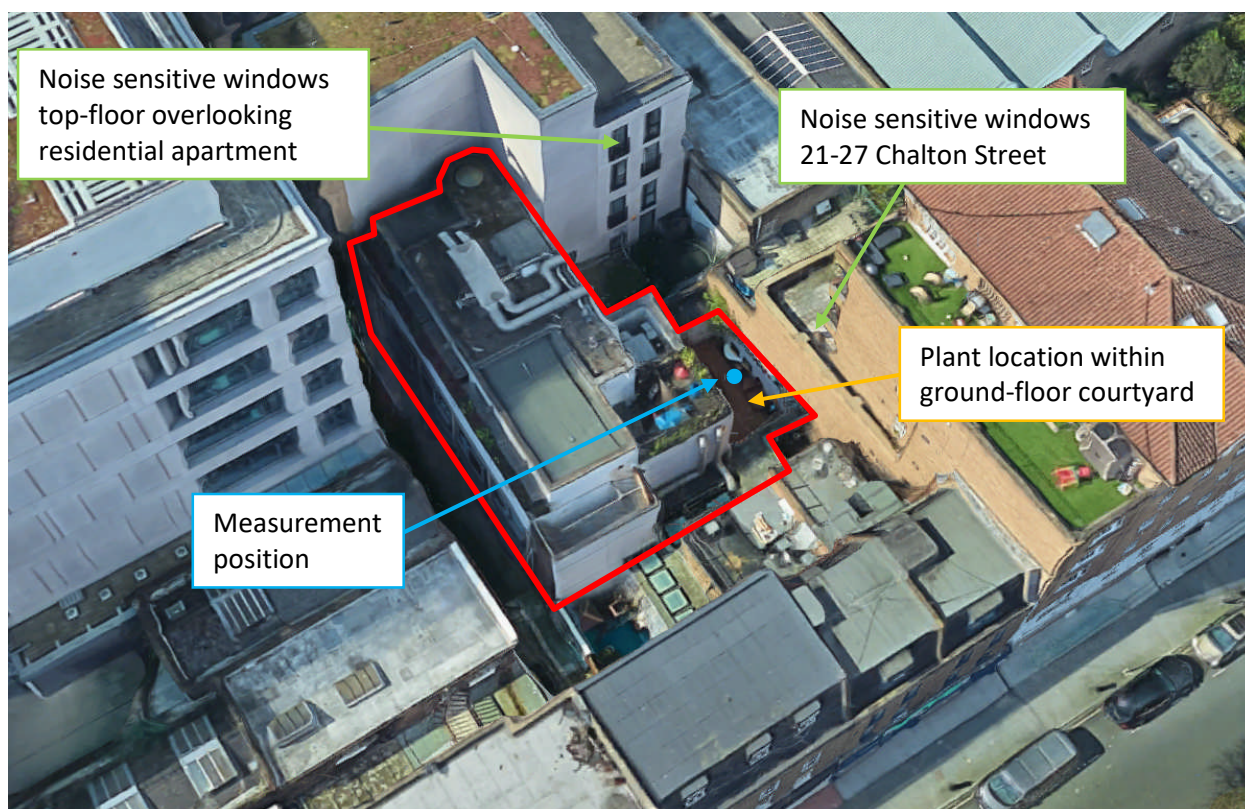 Noise sensitive windows
top-floor overlooking
residential apartment
Noise sensitive windows
21-27 Chalton Street
Plant location within
ground-floor courtyard
Measurement
position